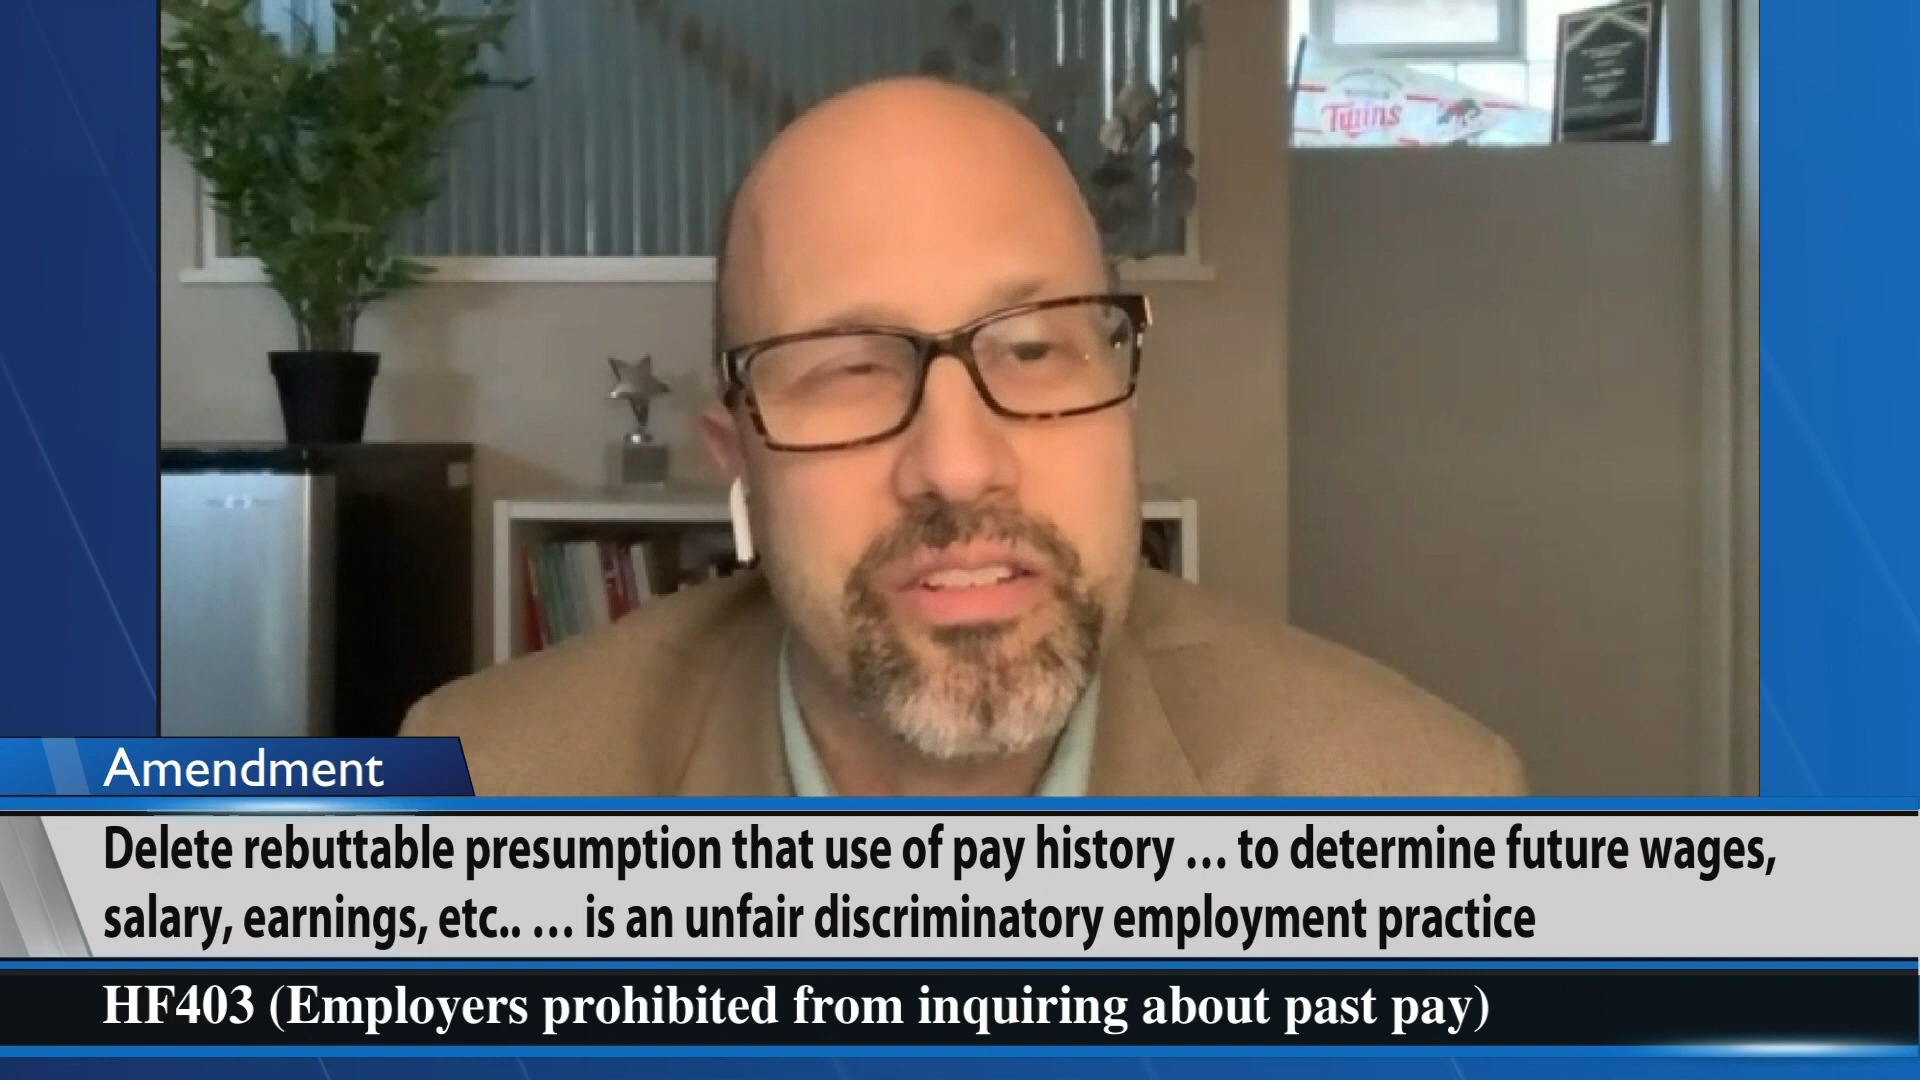 Twins
Amendment
Delete rebuttable presumption that use of pay history … to determine future wages,
salary, earnings, etc.. … is an unfair discriminatory employment practice
HF403 (Employers prohibited from inquiring about past pay)